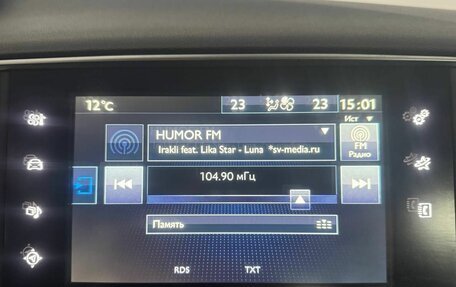 12°C 23 23 15:01
Ист
HUMOR FM
FM
Irakli feat. Lika Star - Luna *sv-media.ru
Радио
104.90 мГц
Память
RDS TXT